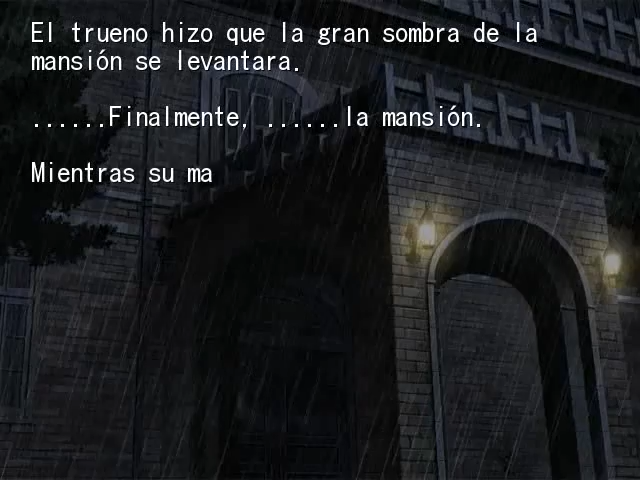 El trueno hizo que la gran sombra de la
mansión se levantara.
......Finalmente, ......la mansión.
Mientras su ma